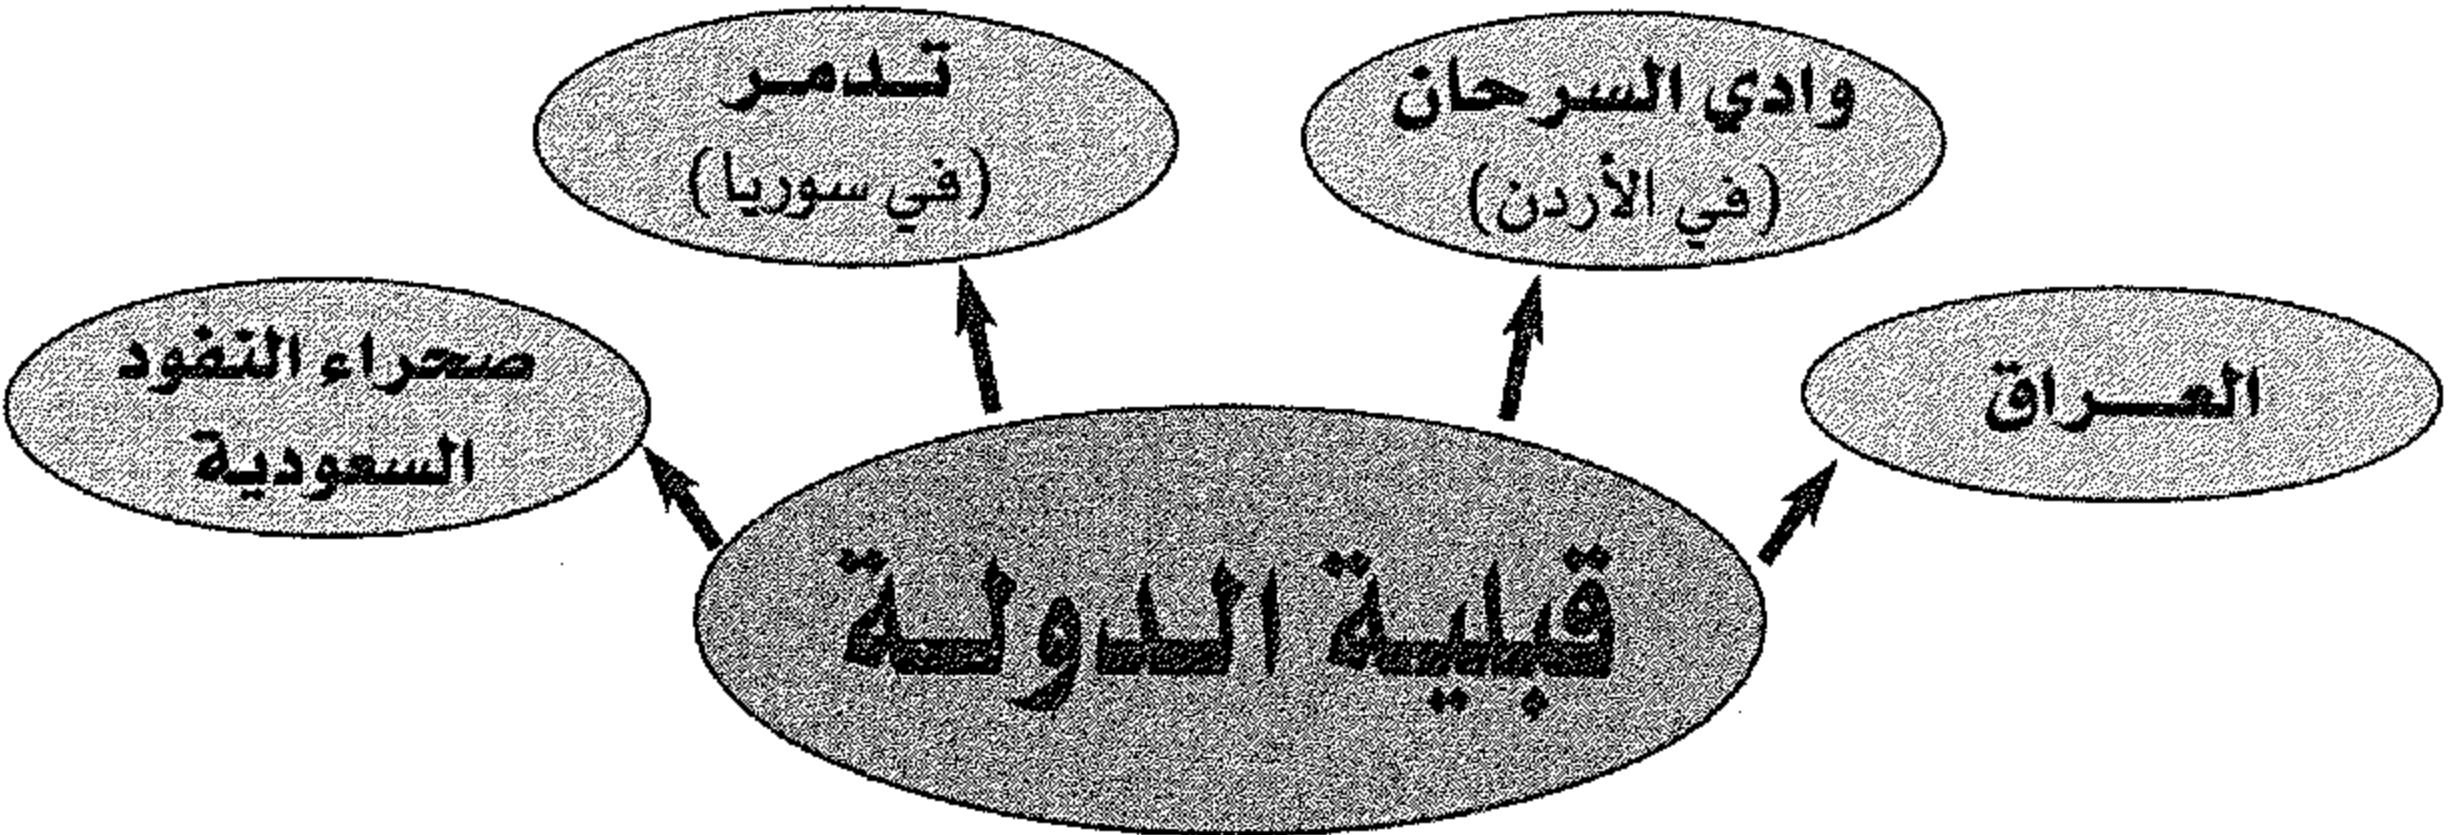 وادي السرحان
(في الأردن)
تدمر
(في سوريا)
العراق
صحراء النفود
السعودية
قبلية الدولة